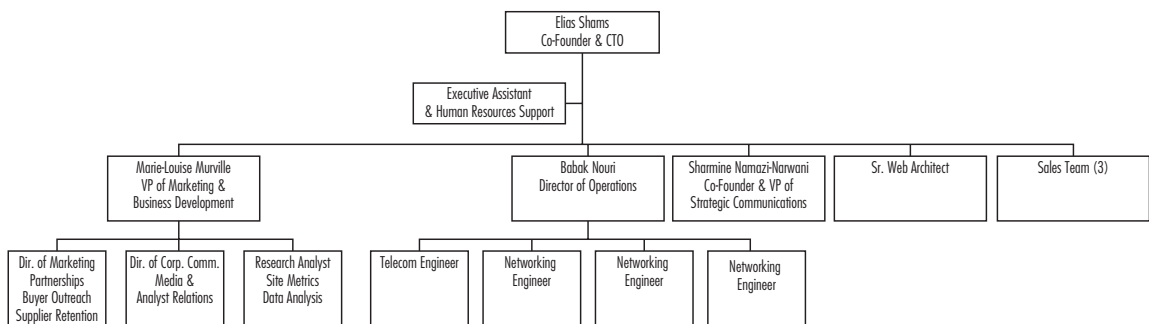 Elias Shams
Co-Founder & CTO
Executive Assistant
& Human Resources Support
Marie-Louise Murville
VP of Marketing &
Business Development
Babak Nouri
Director of Operations
Sharmine Namazi-Narwani
Co-Founder & VP of
Strategic Communications
Sr. Web Architect
Sales Team (3)
Dir. of Marketing
Partnerships
Buyer Outreach
Supplier Retention
Dir. of Corp. Comm.
Media &
Analyst Relations
Research Analyst
Site Metrics
Data Analysis
Telecom Engineer
Networking
Engineer
Networking
Engineer
Networking
Engineer